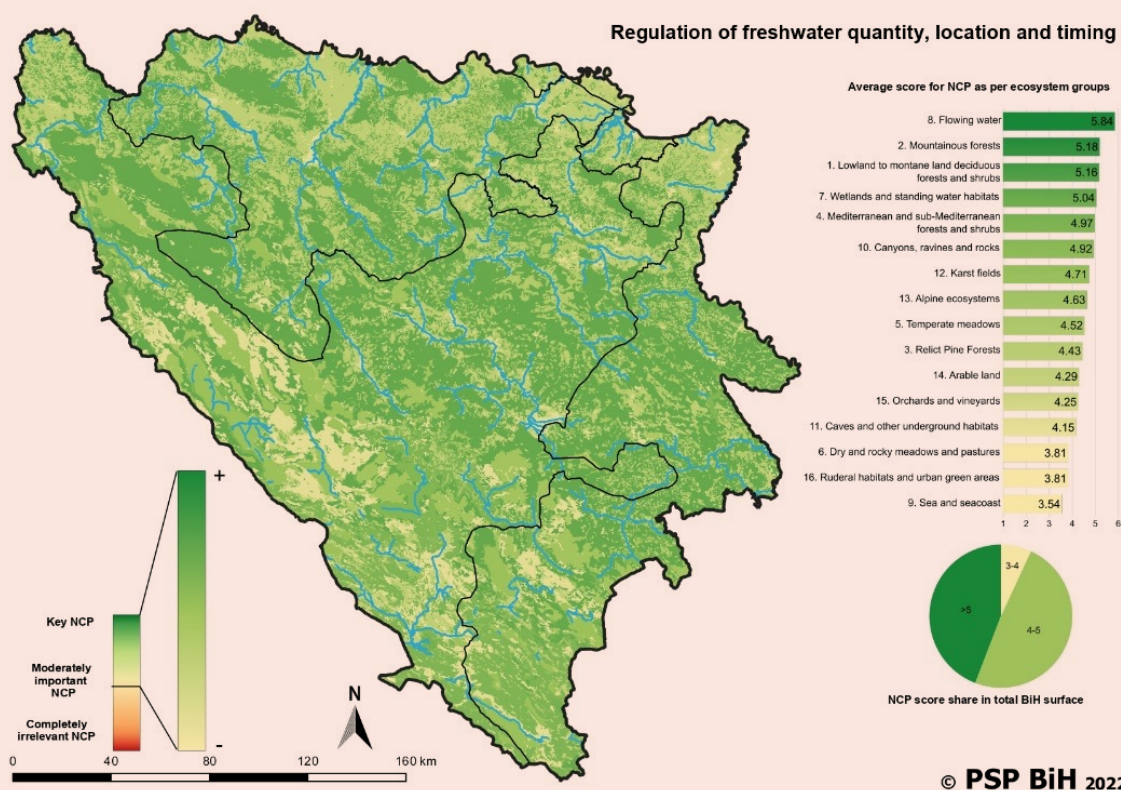 Regulation of freshwater quantity, location and timing
Average score for NCP as per ecosystem groups
8. Flowing water 5.84
2. Mountainous forests 5.18
1. Lowland to montane land deciduous
forests and shrubs 5.16
7. Wetlands and standing water habitats 5.04
4. Mediterranean and sub-Mediterranean
forests and shrubs 4.97
10. Canyons, ravines and rocks 4.92
12. Karst fields 4.71
13. Alpine ecosystems 4.63
5. Temperate meadows 4.52
3. Relict Pine Forests 4.43
14. Arable land 4.29
15. Orchards and vineyards 4.25
11. Caves and other underground habitats 4.15
6. Dry and rocky meadows and pastures 3.81
16. Ruderal habitats and urban green areas 3.81
9. Sea and seacoast 3.54
1 2 3 4 5 6
3-4
>5
4-5
NCP score share in total BiH surface
+
Key NCP
Moderately
important
NCP
Completely
irrelevant NCP
-
N
0 40 80 120 160 km
© PSP BiH 2022